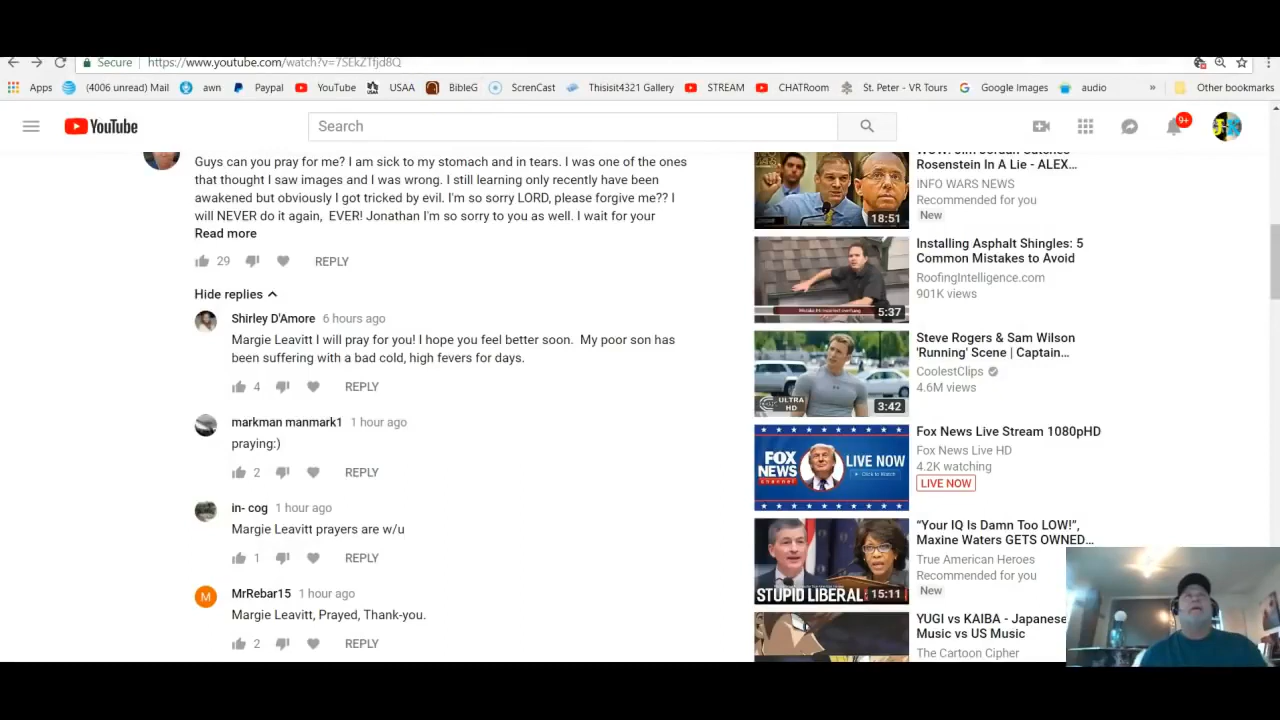 Secure https://www.youtube.com/watch?v=7SEkZTfjd8Q
Apps (4006 unread) Mail awn Paypal YouTube USAA BibleG ScrenCast Thisisit4321 Gallery STREAM CHATRoom St. Peter - VR Tours Google Images audio » Other bookmarks
YouTube
Search
9+
Guys can you pray for me? I am sick to my stomach and in tears. I was one of the ones
that thought I saw images and I was wrong. I still learning only recently have been
awakened but obviously I got tricked by evil. I'm so sorry LORD, please forgive me?? I
will NEVER do it again, EVER! Jonathan I'm so sorry to you as well. I wait for your
Read more
29 REPLY
Hide replies
Shirley D'Amore 6 hours ago
Margie Leavitt I will pray for you! I hope you feel better soon. My poor son has
been suffering with a bad cold, high fevers for days.
4 REPLY
markman manmark1 1 hour ago
praying:)
2 REPLY
in- cog 1 hour ago
Margie Leavitt prayers are w/u
1 REPLY
M
MrRebar15 1 hour ago
Margie Leavitt, Prayed, Thank-you.
2 REPLY
WOW! Jim Jordan Catches
Rosenstein In A Lie - ALEX...
INFO WARS NEWS
Recommended for you
New
18:51
Installing Asphalt Shingles: 5
Common Mistakes to Avoid
RoofingIntelligence.com
901K views
5:37
Steve Rogers & Sam Wilson
'Running' Scene | Captain...
CoolestClips
4.6M views
ULTRA
HD
3:42
Fox News Live Stream 1080pHD
Fox News Live HD
4.2K watching
LIVE NOW
FOX
NEWS
channel
LIVE NOW
Click to Watch
"Your IQ Is Damn Too LOW!",
Maxine Waters GETS OWNED...
True American Heroes
Recommended for you
New
STUPID LIBERAL
15:11
YUGI vs KAIBA - Japanese
Music vs US Music
The Cartoon Cipher